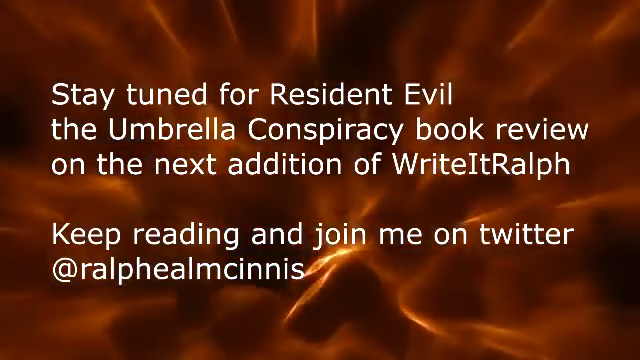 Stay tuned for Resident Evil
the Umbrella Conspiracy book review
on the next addition of WriteItRalph
Keep reading and join me on twitter
@ralphealmcinnis